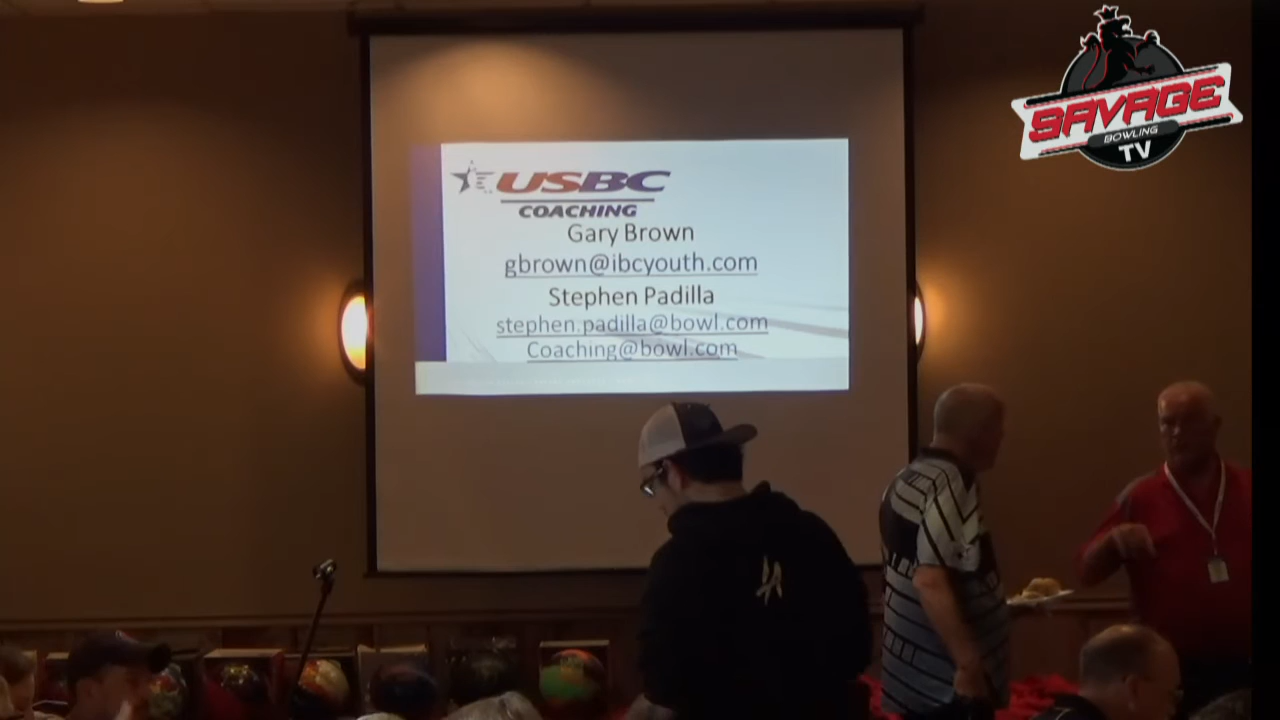 SAVAGE
BOWLING
TV
USBC
COACHING
Gary Brown
gbrown@ibcyouth.com
Stephen Padilla
stephen.padilla@bowl.com
Coaching@bowl.com